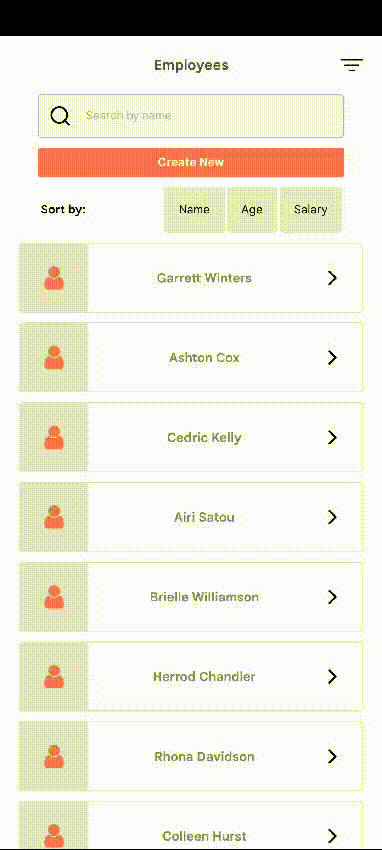 Employees
Search by name
Create New
Sort by: Name Age Salary
Garrett Winters
Ashton Cox
Cedric Kelly
Airi Satou
Brielle Williamson
Herrod Chandler
Rhona Davidson
Colleen Hurst